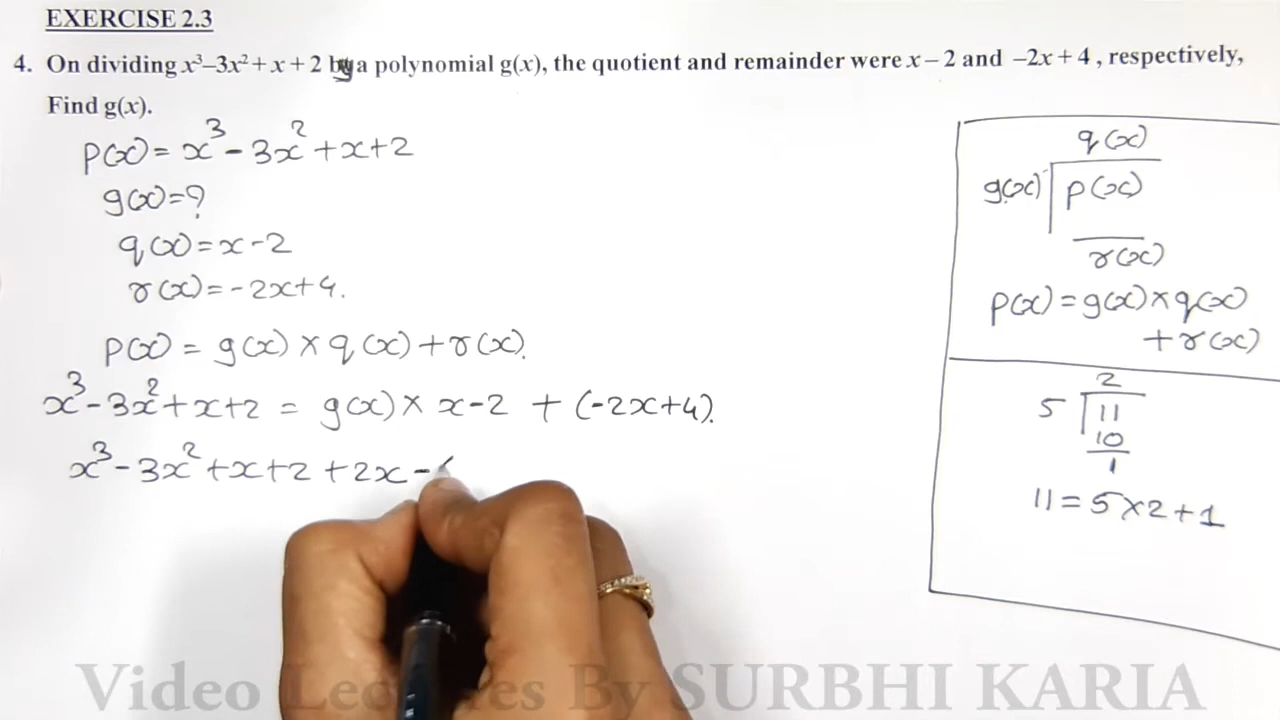 EXERCISE 2.3
4. On dividing x³–3x²+x+2 by a polynomial g(x), the quotient and remainder were x–2 and –2x+4, respectively,
Find g(x).
p(x) = x³ - 3x² + x + 2
g(x) = ?
q(x) = x - 2
r(x) = -2x + 4.
p(x) = g(x) × q(x) + r(x).
x³ - 3x² + x + 2 = g(x) × x - 2 + (-2x + 4).
x³ - 3x² + x + 2 + 2x -
q(x)
g(x) p(x)
r(x)
p(x) = g(x) × q(x)
+ r(x)
2
5 11
10
1
11 = 5 × 2 + 1
Video Lectures By SURBHI KARIA